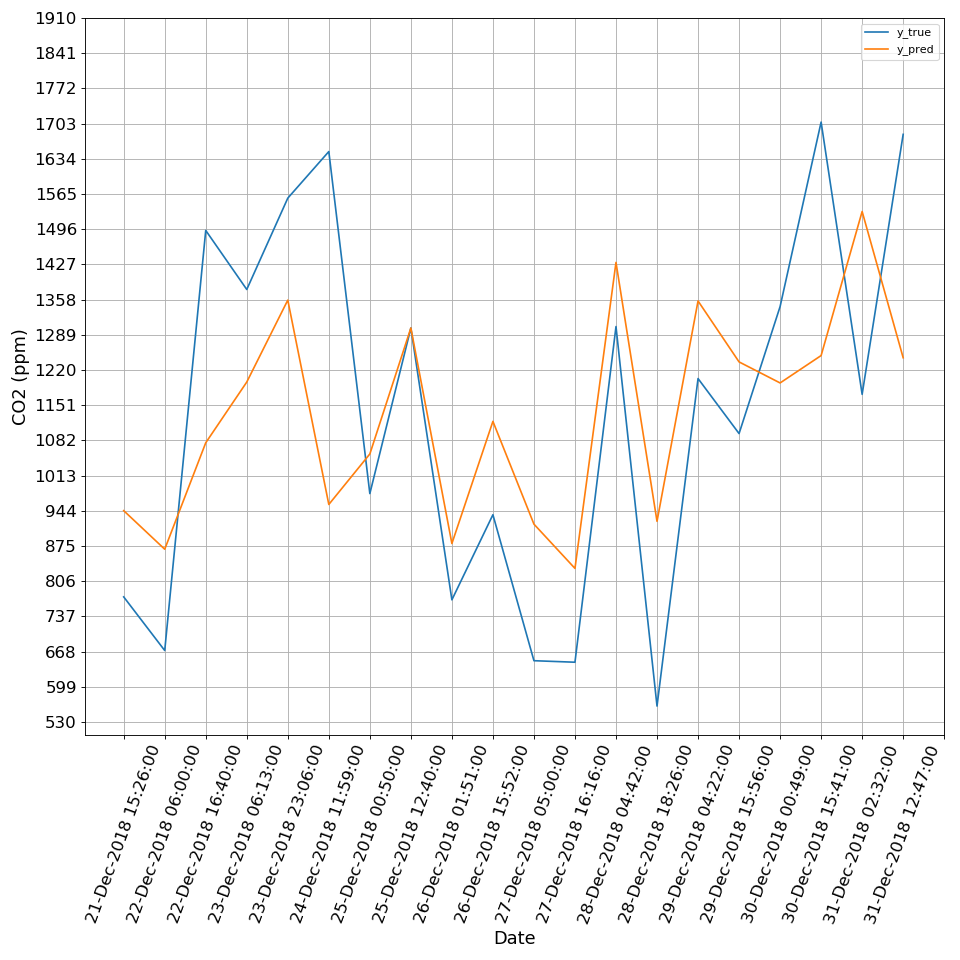 1910
1841
1772
1703
1634
1565
1496
1427
1358
1289
1220
1151
1082
1013
944
875
806
737
668
599
530
CO2 (ppm)
y_true
y_pred
21-Dec-2018 15:26:00
22-Dec-2018 06:00:00
22-Dec-2018 16:40:00
23-Dec-2018 06:13:00
23-Dec-2018 23:06:00
24-Dec-2018 11:59:00
25-Dec-2018 00:50:00
25-Dec-2018 12:40:00
26-Dec-2018 01:51:00
26-Dec-2018 15:52:00
27-Dec-2018 05:00:00
27-Dec-2018 16:16:00
28-Dec-2018 04:42:00
28-Dec-2018 18:26:00
29-Dec-2018 04:22:00
29-Dec-2018 15:56:00
30-Dec-2018 00:49:00
30-Dec-2018 15:41:00
31-Dec-2018 02:32:00
31-Dec-2018 12:47:00
Date